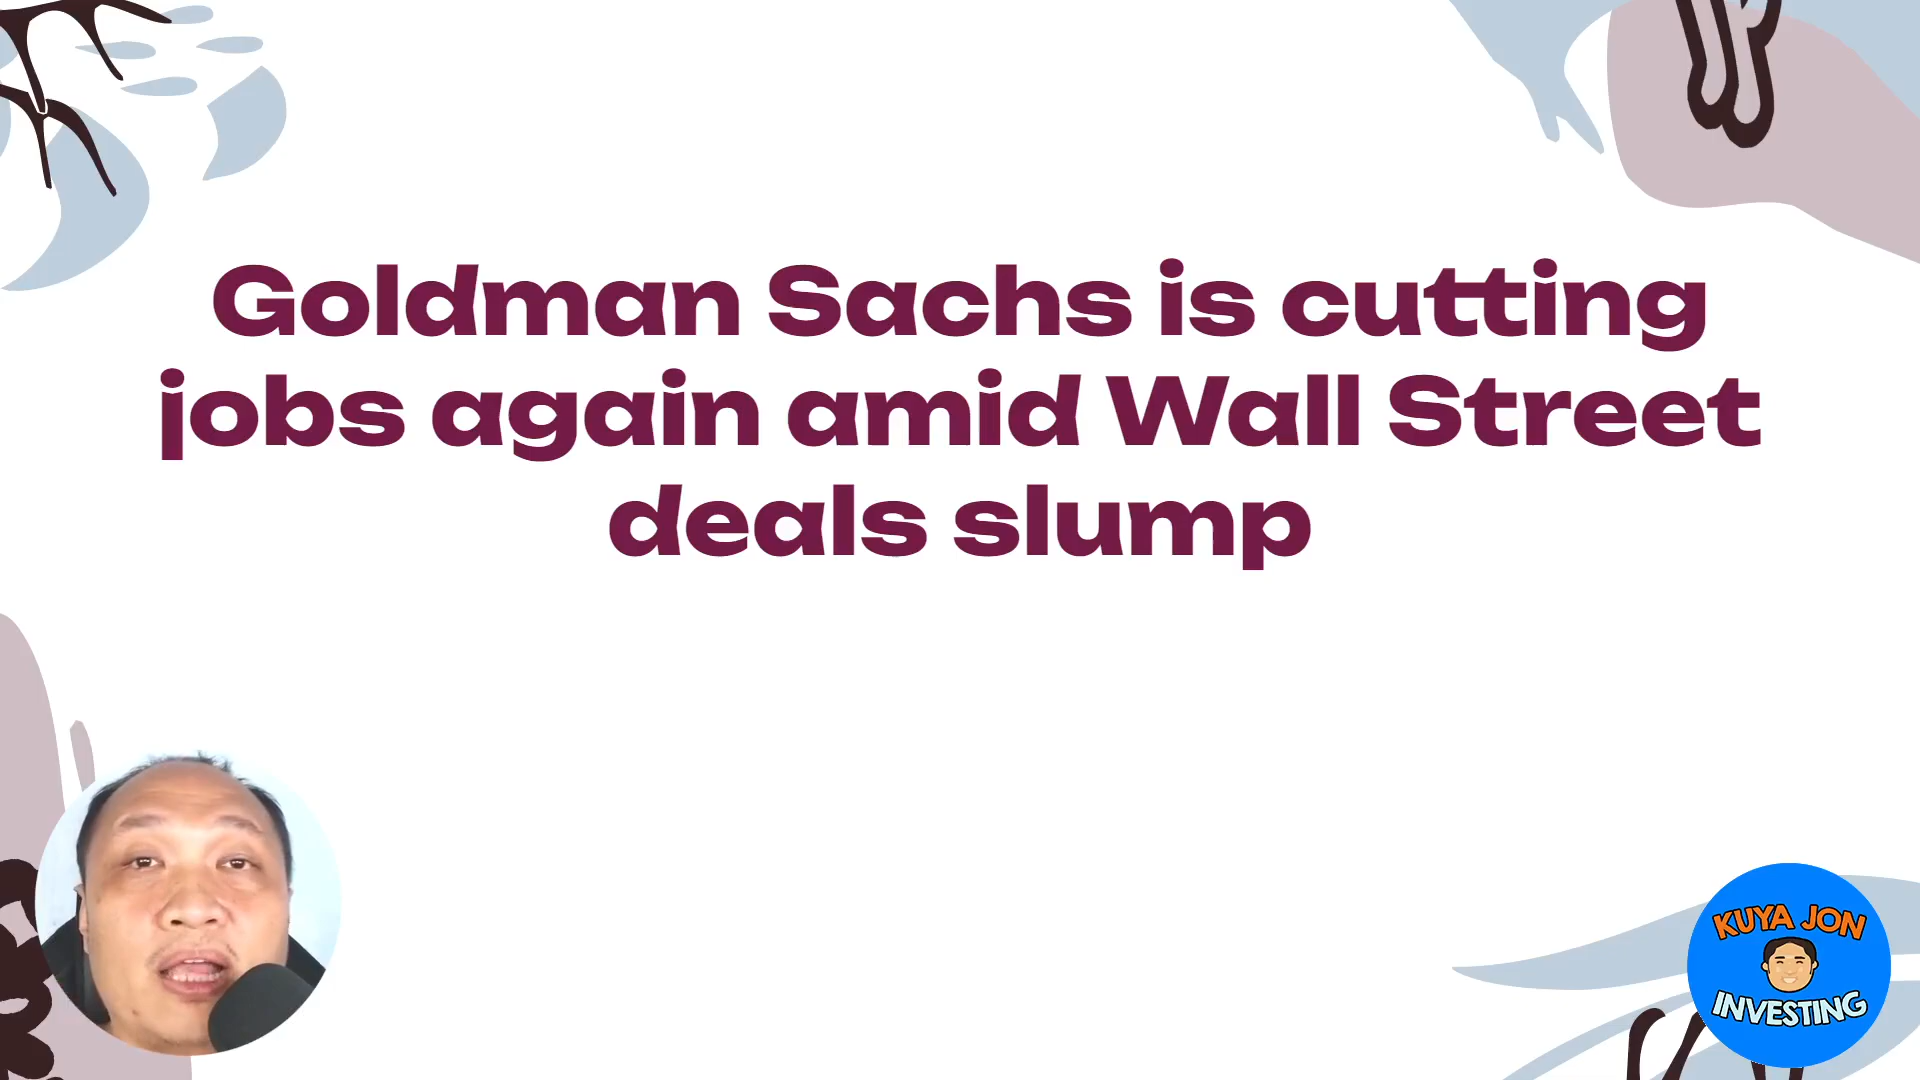 Goldman Sachs is cutting
jobs again amid Wall Street
deals slump
KUYA JON
INVESTING